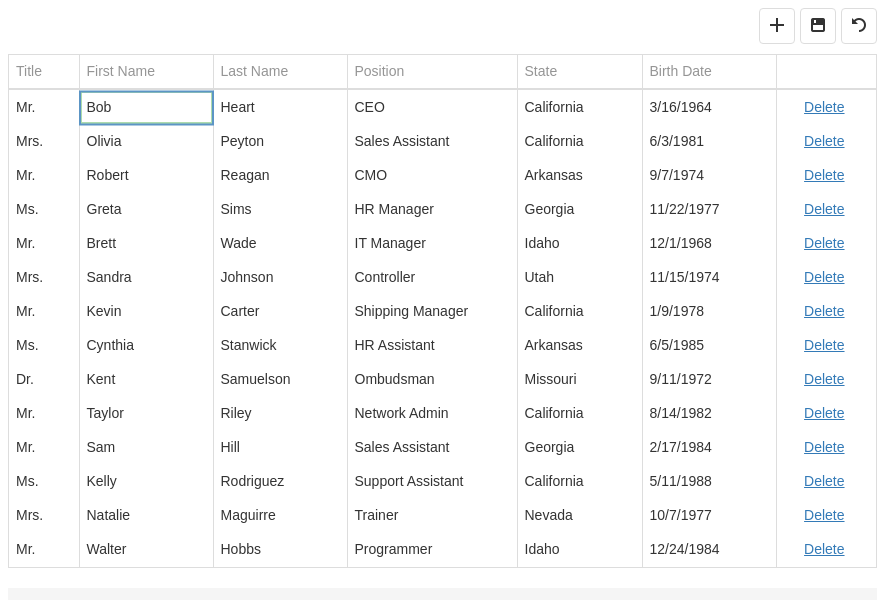 Title First Name Last Name Position State Birth Date
Mr. Bob Heart CEO California 3/16/1964 Delete
Mrs. Olivia Peyton Sales Assistant California 6/3/1981 Delete
Mr. Robert Reagan CMO Arkansas 9/7/1974 Delete
Ms. Greta Sims HR Manager Georgia 11/22/1977 Delete
Mr. Brett Wade IT Manager Idaho 12/1/1968 Delete
Mrs. Sandra Johnson Controller Utah 11/15/1974 Delete
Mr. Kevin Carter Shipping Manager California 1/9/1978 Delete
Ms. Cynthia Stanwick HR Assistant Arkansas 6/5/1985 Delete
Dr. Kent Samuelson Ombudsman Missouri 9/11/1972 Delete
Mr. Taylor Riley Network Admin California 8/14/1982 Delete
Mr. Sam Hill Sales Assistant Georgia 2/17/1984 Delete
Ms. Kelly Rodriguez Support Assistant California 5/11/1988 Delete
Mrs. Natalie Maguirre Trainer Nevada 10/7/1977 Delete
Mr. Walter Hobbs Programmer Idaho 12/24/1984 Delete